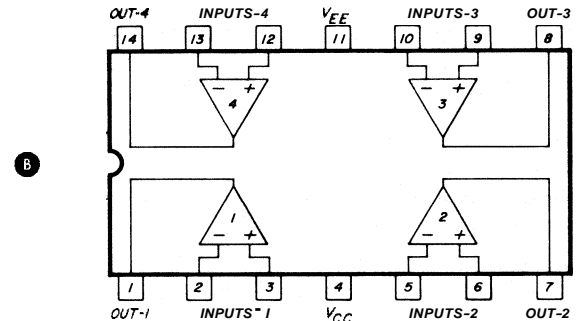 OUT-4 INPUTS-4 VEE INPUTS-3 OUT-3
14 13 12 11 10 9 8
- + - +
4 3
B
1 2
- + - +
1 2 3 4 5 6 7
OUT-1 INPUTS-1 VCC INPUTS-2 OUT-2